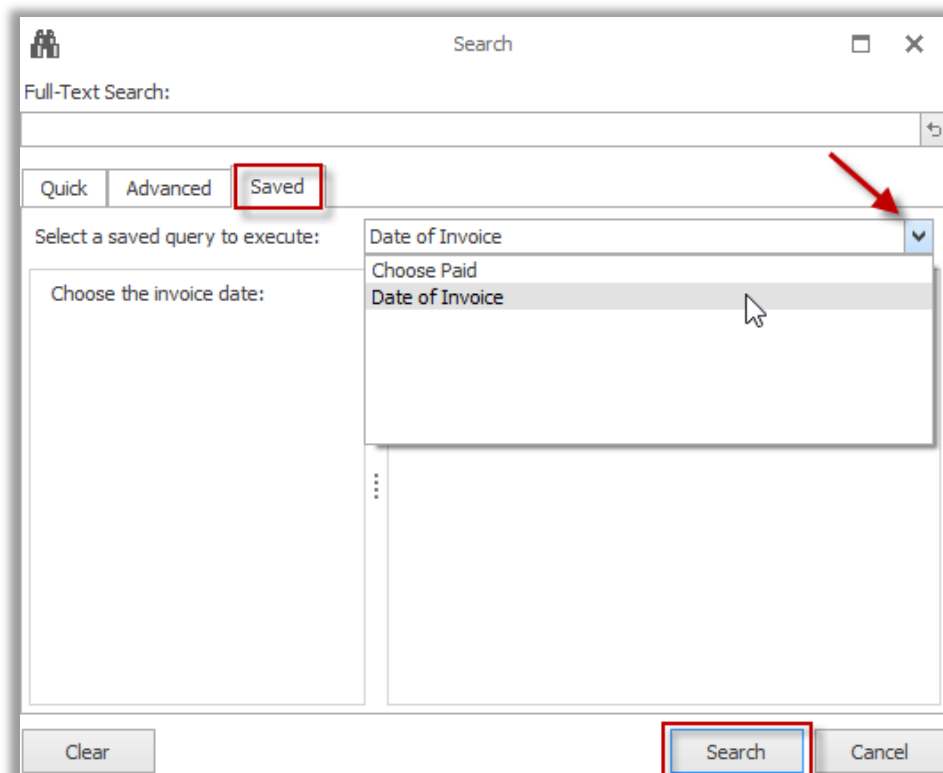 Search
Full-Text Search:
Quick Advanced Saved
Select a saved query to execute: Date of Invoice
Choose Paid
Choose the invoice date: Date of Invoice
Clear Search Cancel